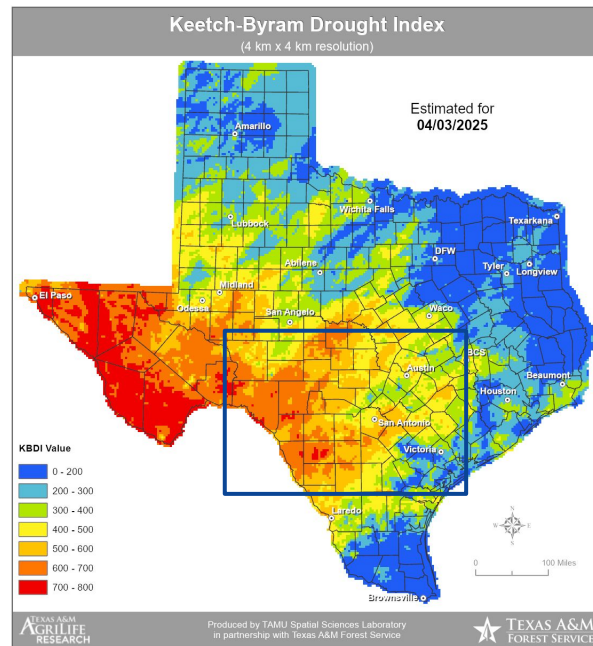 Keetch-Byram Drought Index
(4 km x 4 km resolution)
Estimated for
04/03/2025
Amarillo
Wichita Falls
Texarkana
Lubbock
DFW
Abilene
Tyler
Longview
Midland
El Paso
Odessa
San Angelo
Waco
BCS
Austin
Beaumont
Houston
San Antonio
Victoria
Laredo
Brownsville
KBDI Value
0 - 200
200 - 300
300 - 400
400 - 500
500 - 600
600 - 700
700 - 800
N
W E
S
0 100 Miles
TEXAS A&M
AGRILIFE
RESEARCH
Produced by TAMU Spatial Sciences Laboratory
in partnership with Texas A&M Forest Service
TEXAS A&M
FOREST SERVICE